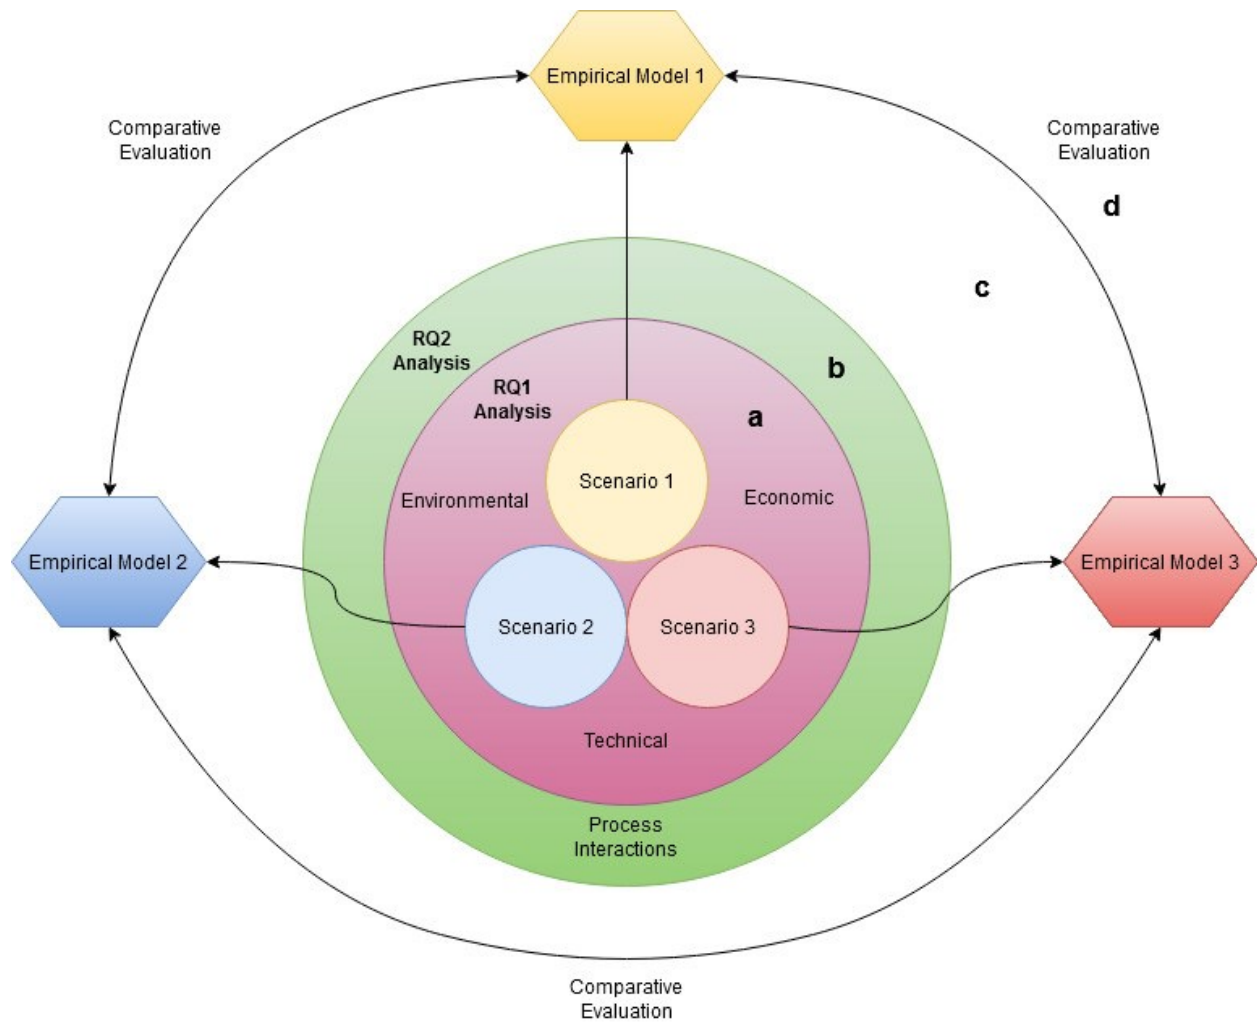 Empirical Model 1
Comparative
Evaluation
Comparative
Evaluation
d
c
RQ2
Analysis
b
RQ1
Analysis
a
Scenario 1
Environmental
Economic
Empirical Model 2
Empirical Model 3
Scenario 2
Scenario 3
Technical
Process
Interactions
Comparative
Evaluation